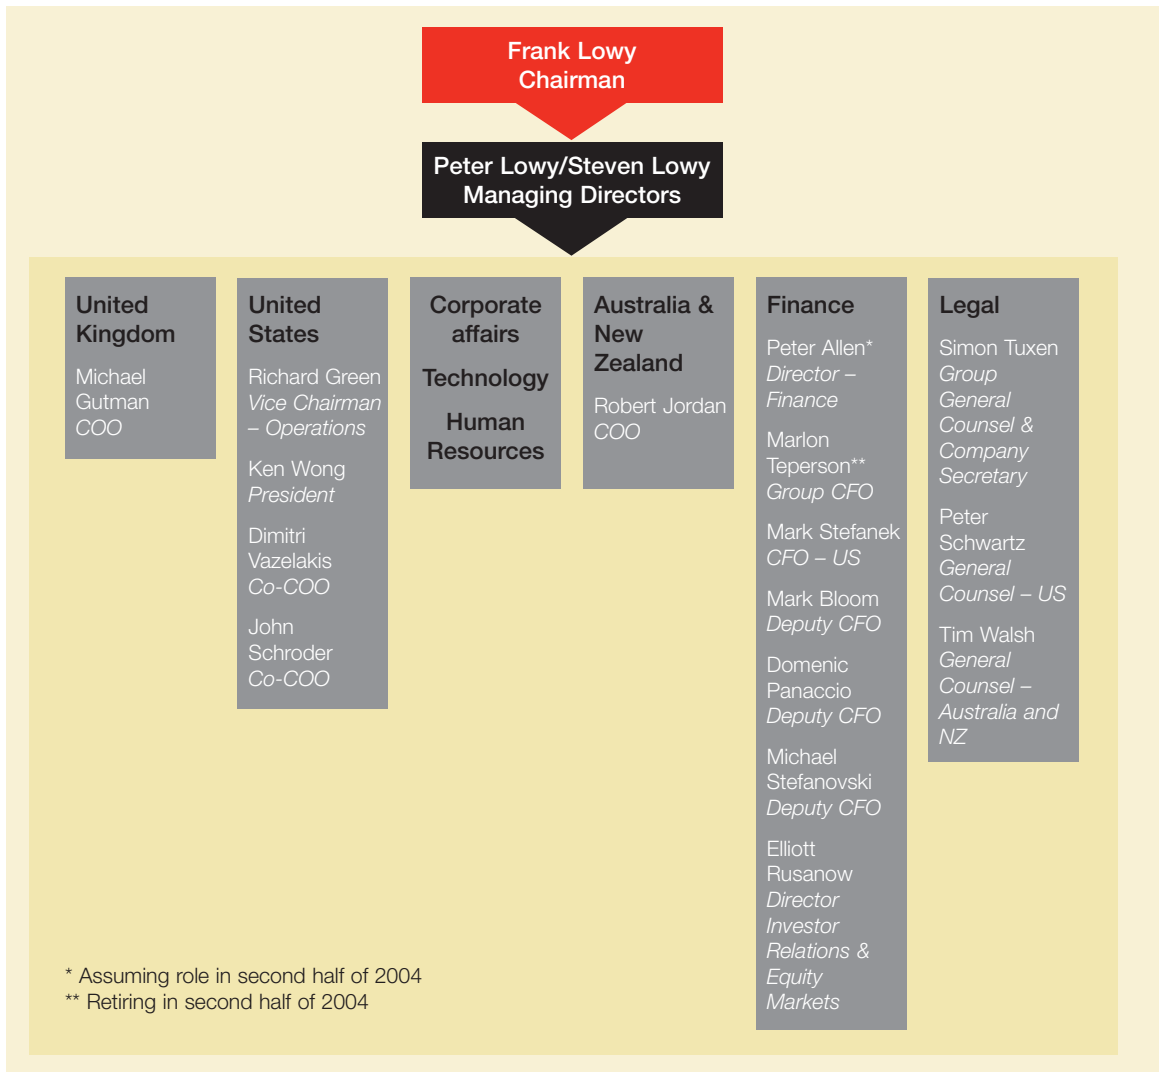 Frank Lowy
Chairman
Peter Lowy/Steven Lowy
Managing Directors
United
Kingdom
Michael
Gutman
COO
United
States
Richard Green
Vice Chairman
– Operations
Ken Wong
President
Dimitri
Vazelakis
Co-COO
John
Schroder
Co-COO
Corporate
affairs
Technology
Human
Resources
Australia &
New
Zealand
Robert Jordan
COO
Finance
Peter Allen*
Director –
Finance
Marlon
Teperson**
Group CFO
Mark Stefanek
CFO – US
Mark Bloom
Deputy CFO
Domenic
Panaccio
Deputy CFO
Michael
Stefanovski
Deputy CFO
Elliott
Rusanow
Director
Investor
Relations &
Equity
Markets
Legal
Simon Tuxen
Group
General
Counsel &
Company
Secretary
Peter
Schwartz
General
Counsel – US
Tim Walsh
General
Counsel –
Australia and
NZ
* Assuming role in second half of 2004
** Retiring in second half of 2004